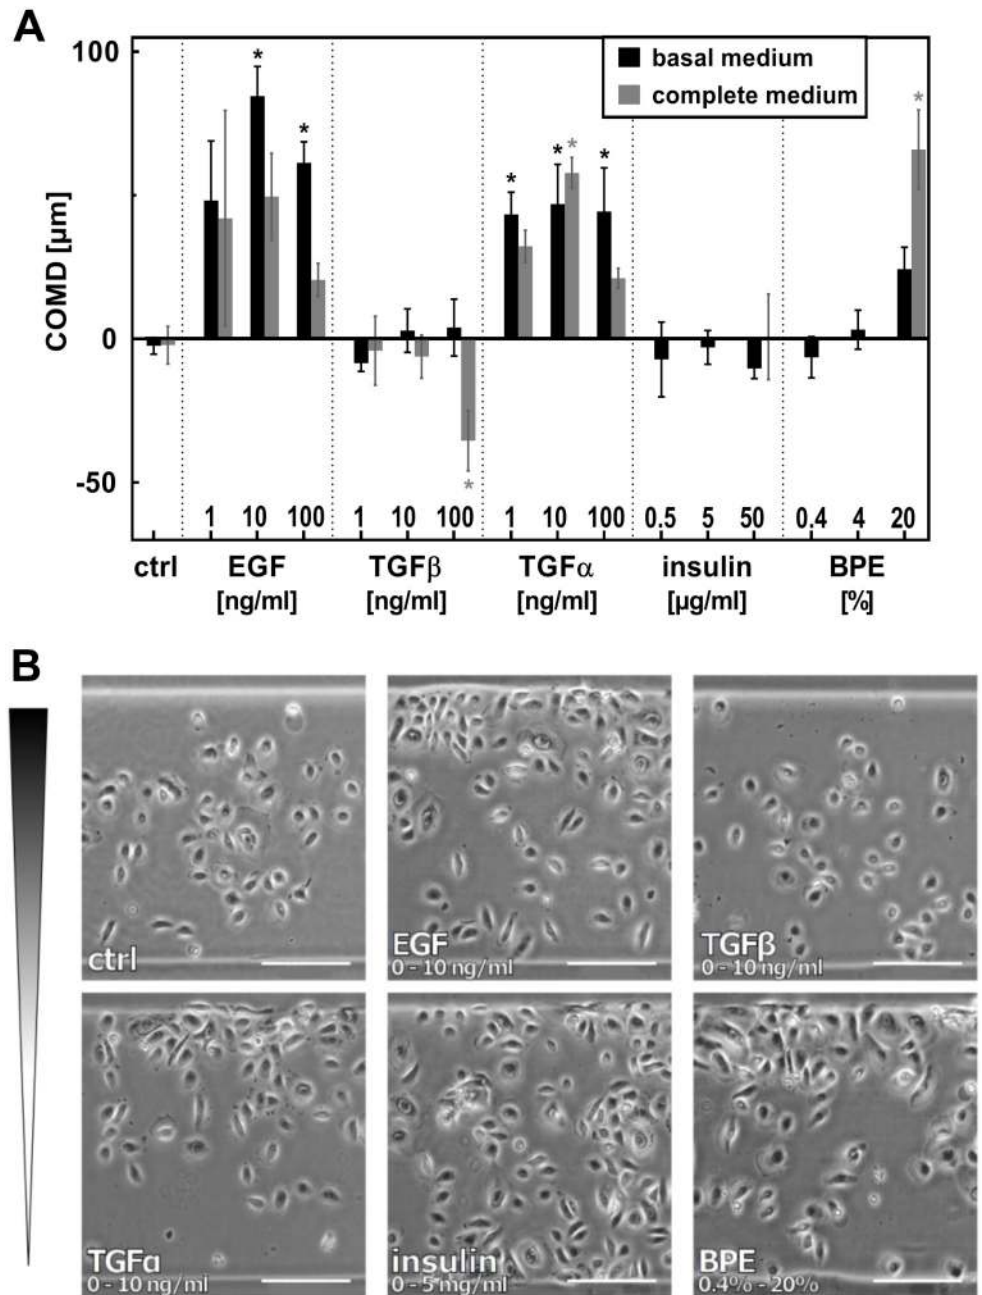 A
100
0
-50
COMD [µm]
basal medium
complete medium
* * * * * * * *
1 10 100 1 10 100 1 10 100 0.5 5 50 0.4 4 20
ctrl EGF TGFβ TGFα insulin BPE
[ng/ml] [ng/ml] [ng/ml] [µg/ml] [%]
B
ctrl
EGF
0 - 10 ng/ml
TGFβ
0 - 10 ng/ml
TGFα
0 - 10 ng/ml
insulin
0 - 5 mg/ml
BPE
0.4% - 20%